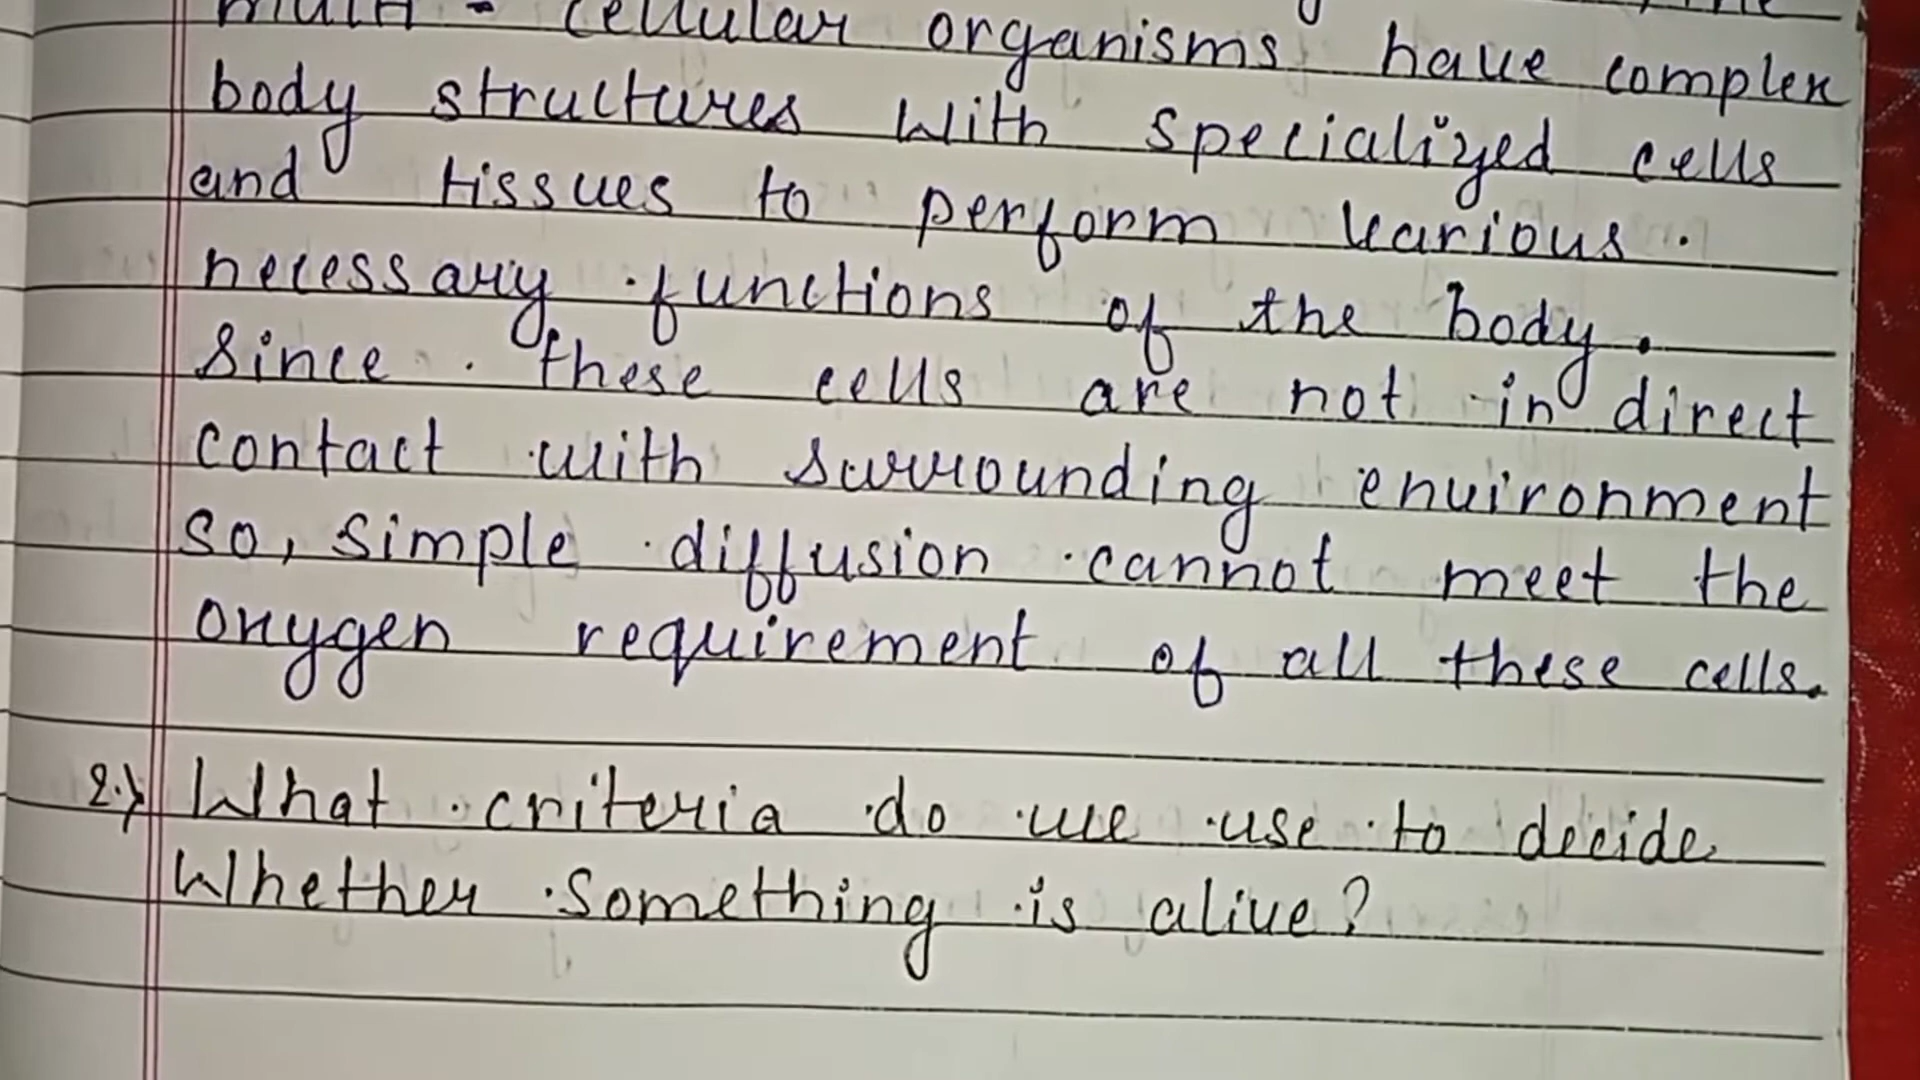 multi - cellular organisms have complex
body structures with specialized cells
and tissues to perform various
necessary functions of the body.
Since these cells are not in direct
contact with surrounding environment
so, simple diffusion cannot meet the
oxygen requirement of all these cells.
2.) What criteria do we use to decide
Whether something is alive?